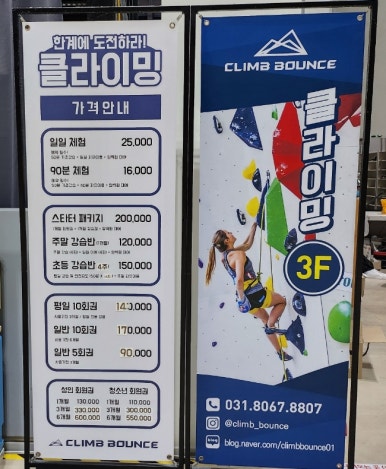 한계에 도전하라!
클라이밍
가격안내
일일 체험 25,000
90분 체험 16,000
스타터 패키지 200,000
주말 강습반 120,000
초등 강습반 150,000
평일 10회권
일반 10회권 170,000
일반 5회권 90,000
성인 회원권 청소년 회원권
1개월 130,000 1개월 110,000
3개월 330,000 3개월 300,000
6개월 600,000 6개월 550,000
CLIMB BOUNCE
CLIMB BOUNCE
클라이밍
3F
031.8067.8807
@climb_bounce
blog
blog.never.com/climbbounce01